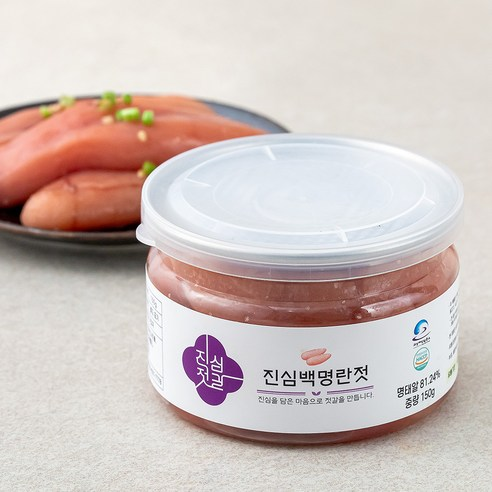 진심
젓갈
진심백명란젓
진심을 담은 마음으로 젓갈을 만듭니다.
HACCP
명태알 81.24%
중량 150g